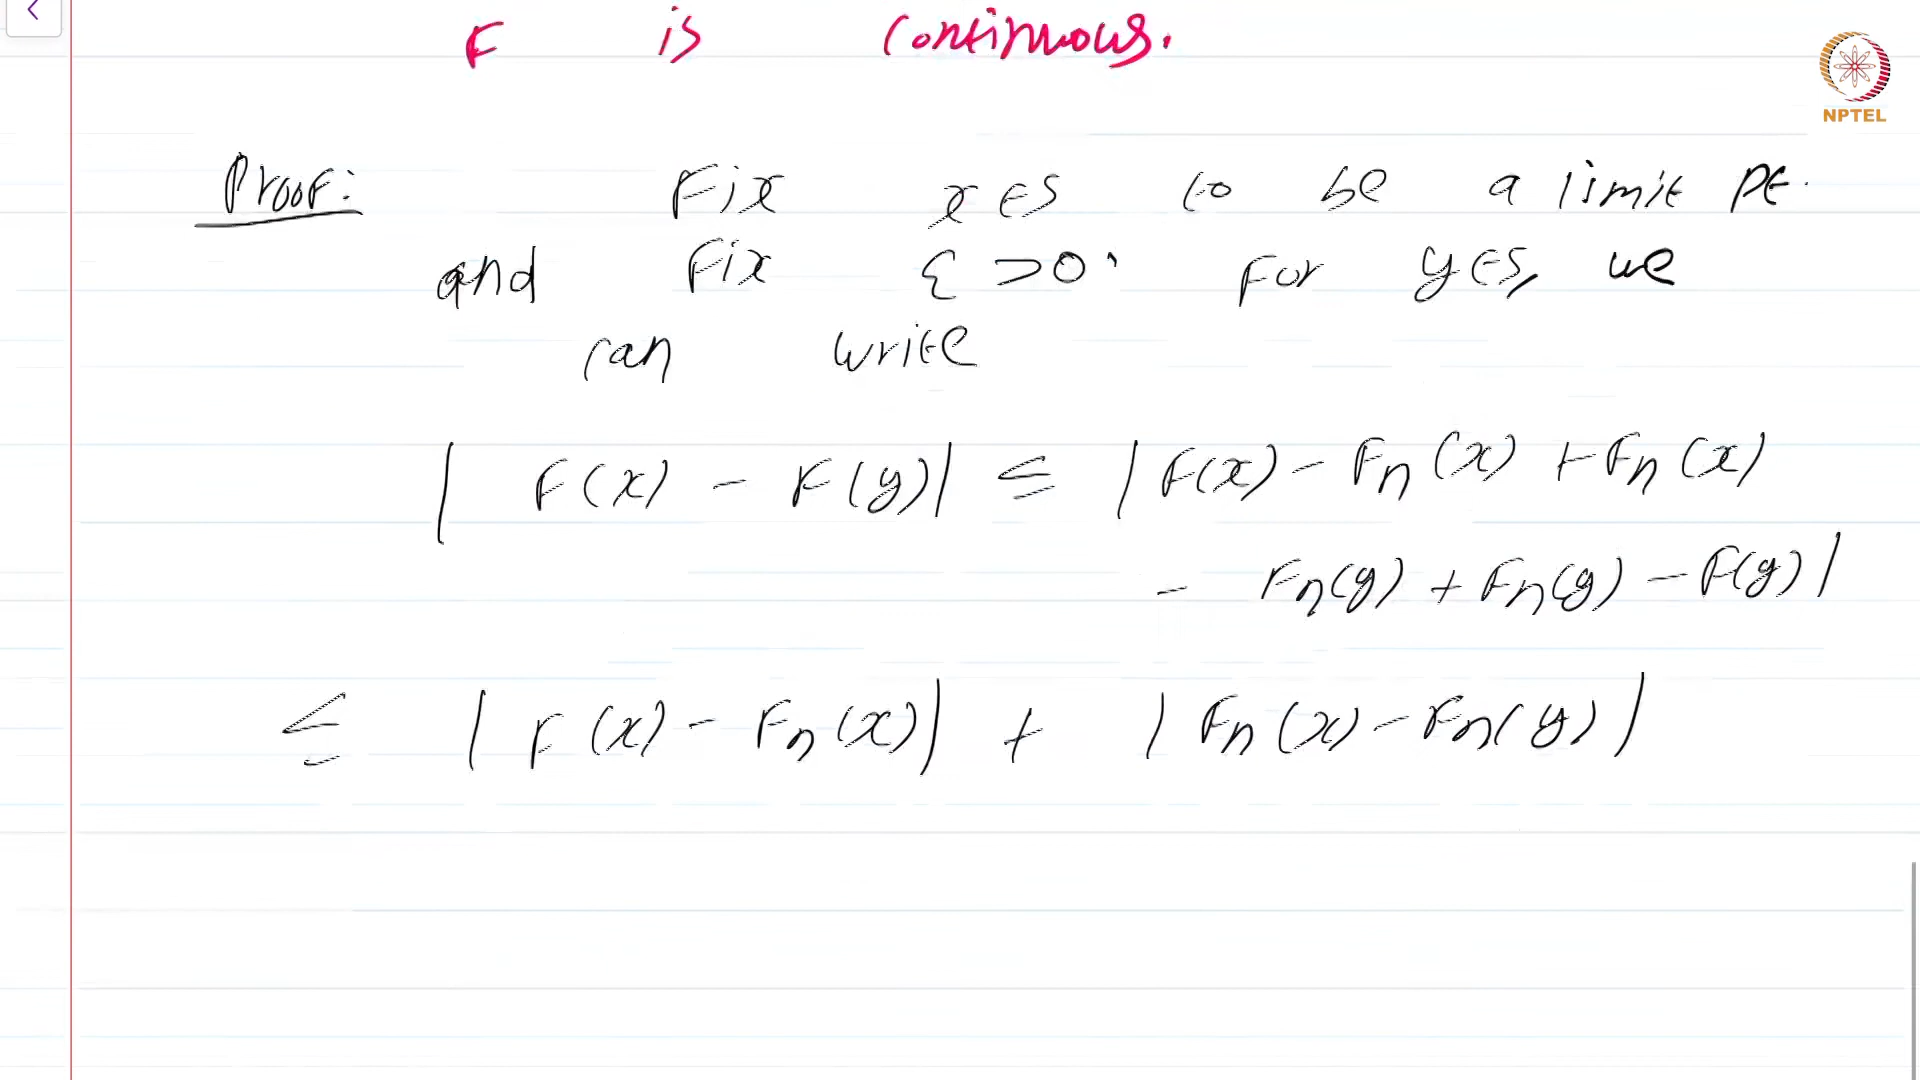 F is continuous.
NPTEL
Proof: Fix x ∈ S to be a limit pt.
and Fix ε > 0. For y ∈ S, we
can write
| F(x) - F(y) | ≤ | F(x) - Fn(x) + Fn(x)
- Fn(y) + Fn(y) - F(y) |
≤ | F(x) - Fn(x) | + | Fn(x) - Fn(y) |